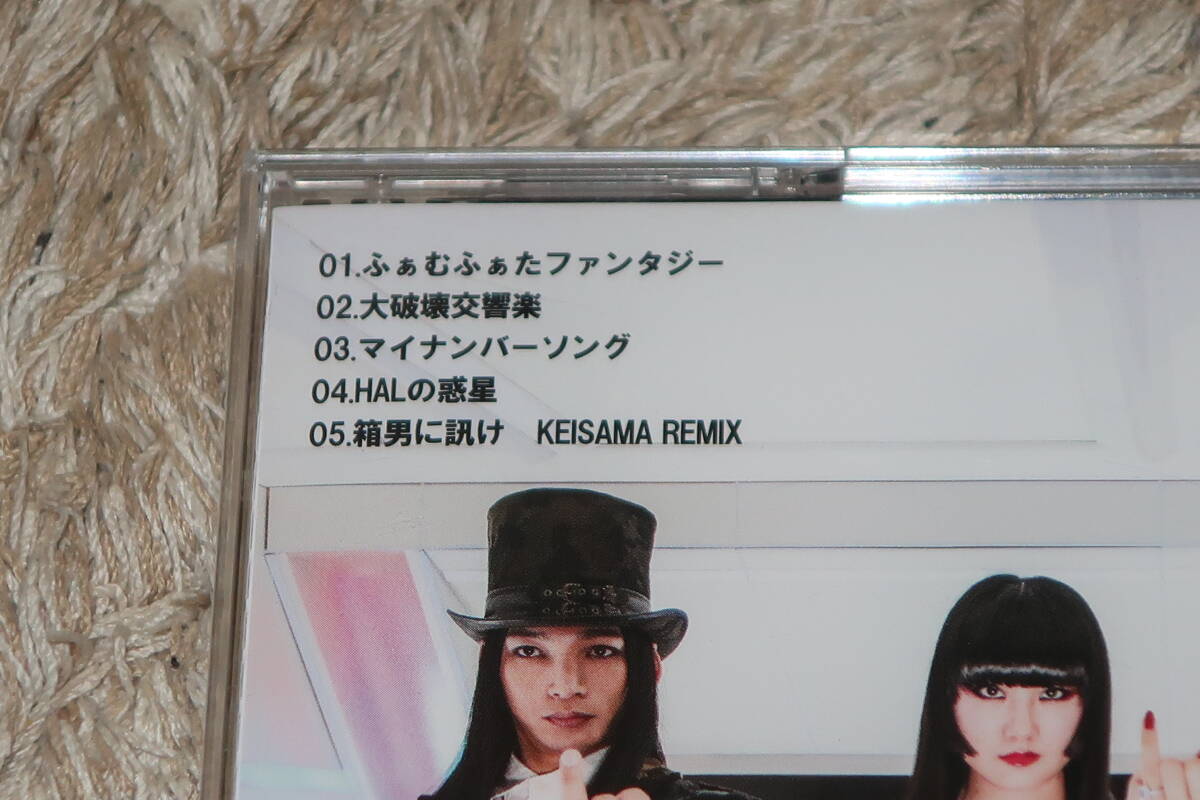 01.ふぁむふぁたファンタジー
02.大破壊交響楽
03.マイナンバーソング
04.HALの惑星
05.箱男に訊け　KEISAMA REMIX